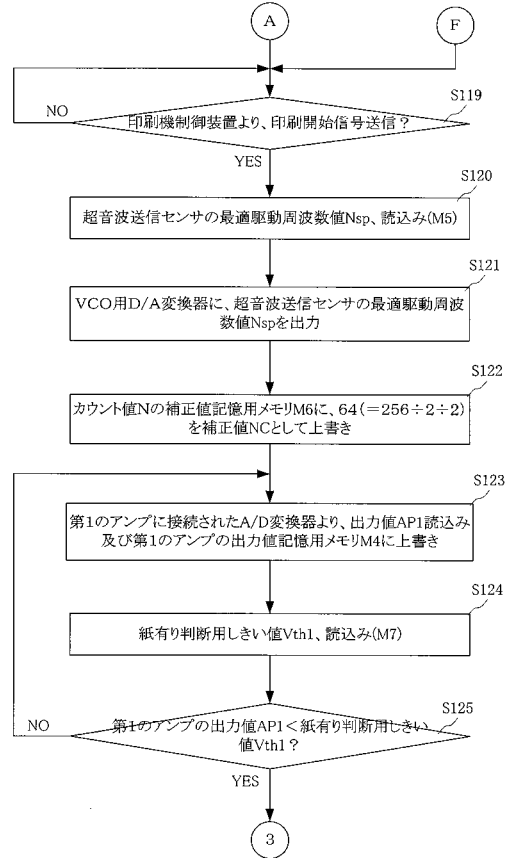 A
F
S119
NO
印刷機制御装置より、印刷開始信号送信？
YES
S120
超音波送信センサの最適駆動周波数値Nsp、読込み(M5)
S121
VCO用D/A変換器に、超音波送信センサの最適駆動周波
数値Nspを出力
S122
カウント値Nの補正値記憶用メモリM6に、64(=256÷2÷2)
を補正値NCとして上書き
S123
第1のアンプに接続されたA/D変換器より、出力値AP1読込み
及び第1のアンプの出力値記憶用メモリM4に上書き
S124
紙有り判断用しきい値Vth1、読込み(M7)
S125
NO
第1のアンプの出力値AP1<紙有り判断用しきい
値Vth1？
YES
3